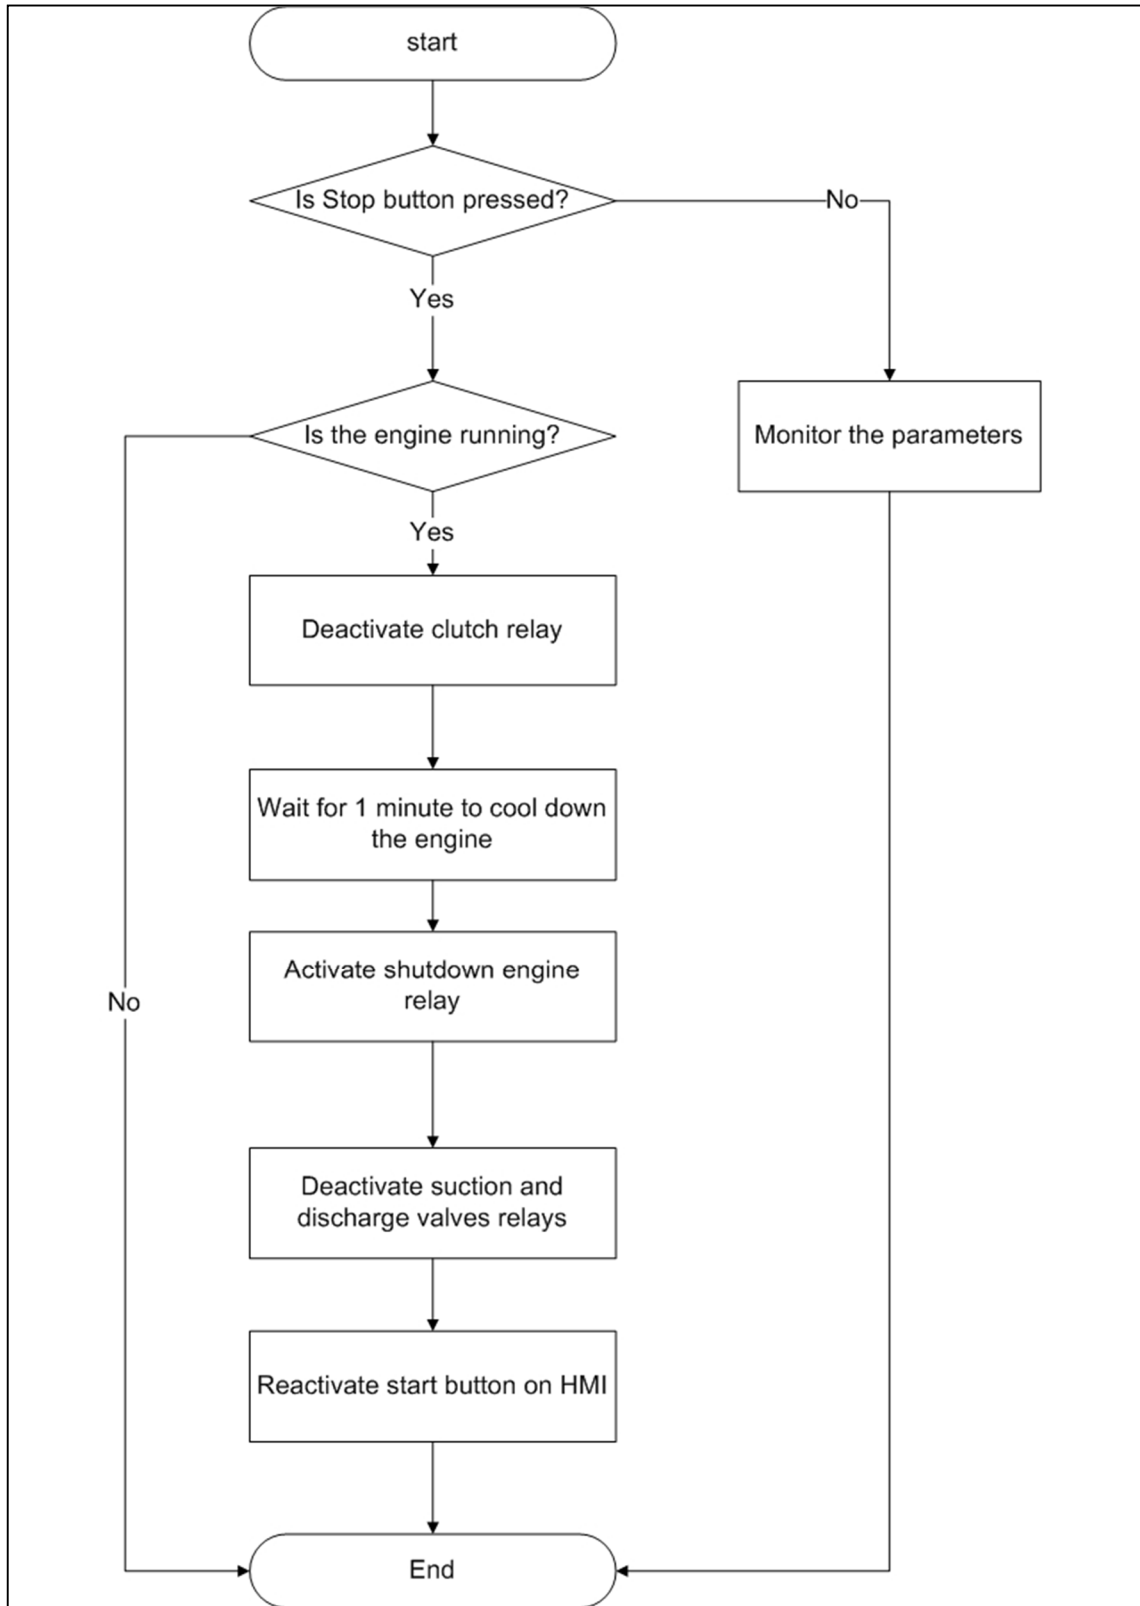 start
Is Stop button pressed?
No
Yes
Is the engine running?
Monitor the parameters
Yes
Deactivate clutch relay
Wait for 1 minute to cool down
the engine
Activate shutdown engine
relay
No
Deactivate suction and
discharge valves relays
Reactivate start button on HMI
End